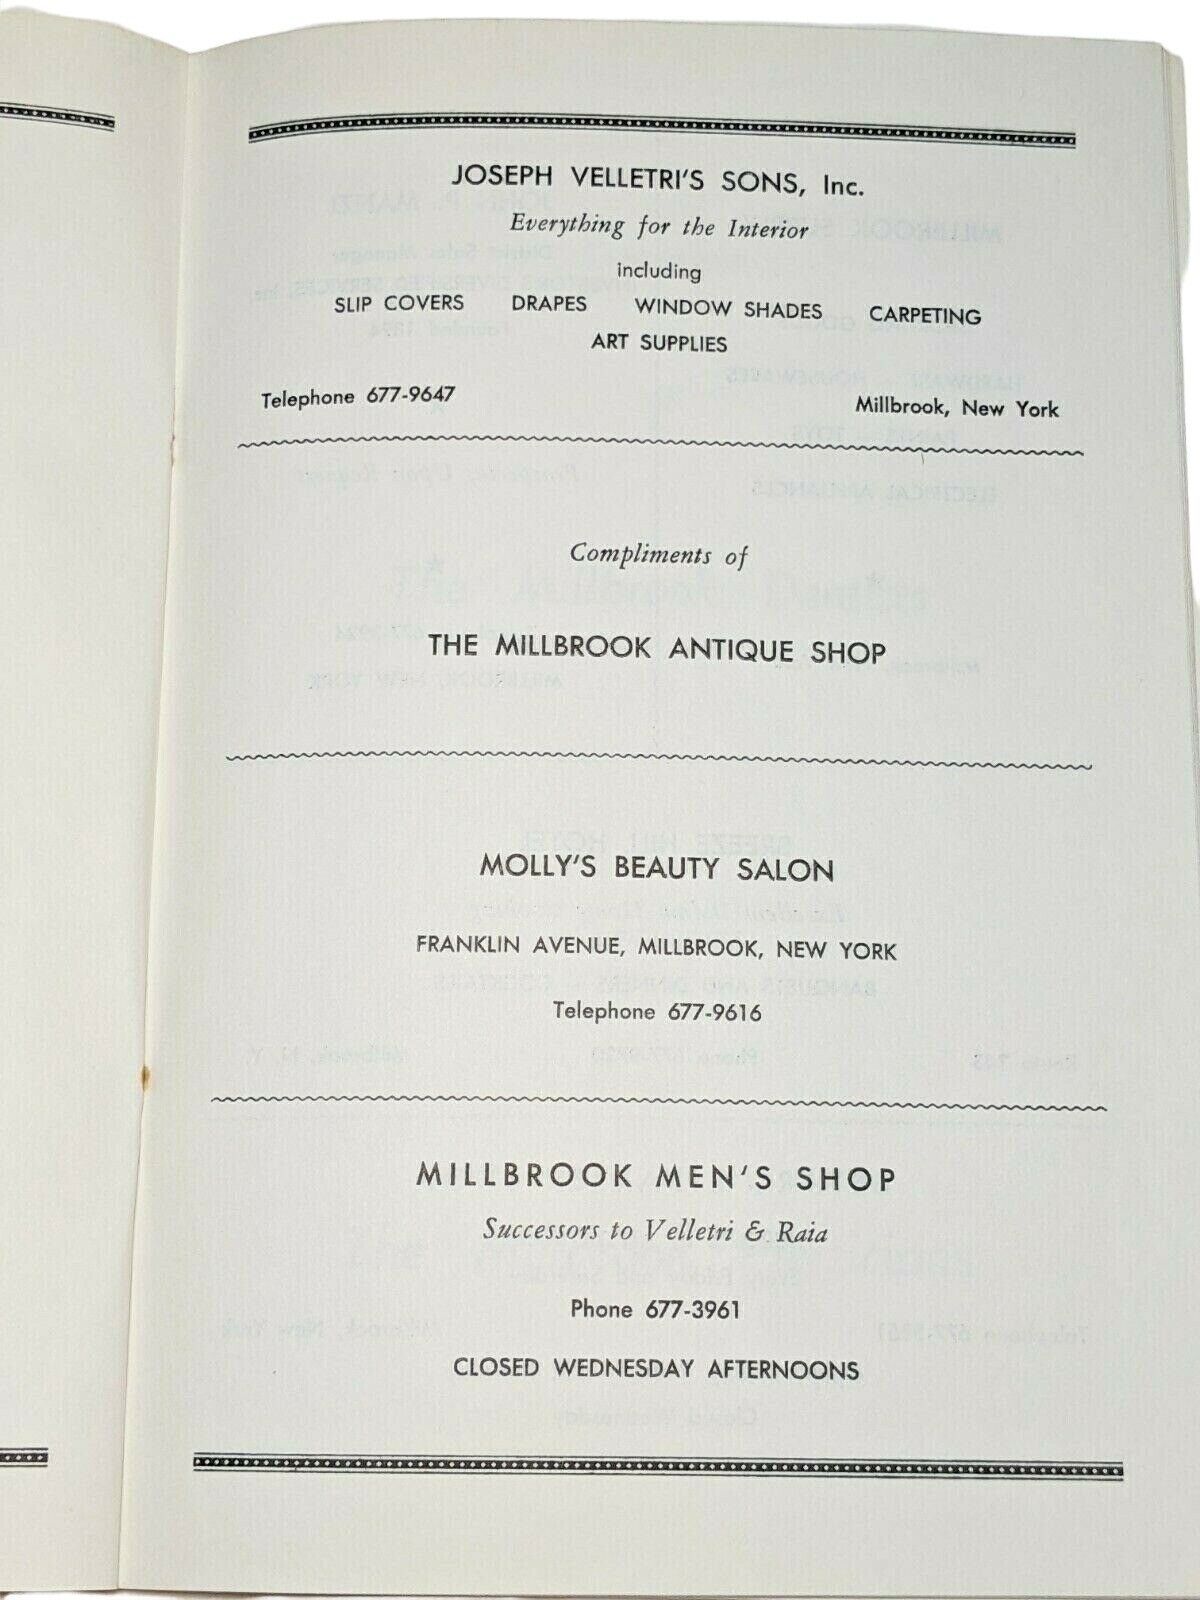 JOSEPH VELLETRI'S SONS, Inc.
Everything for the Interior
including
SLIP COVERS DRAPES WINDOW SHADES CARPETING
ART SUPPLIES
Telephone 677-9647 Millbrook, New York
Compliments of
THE MILLBROOK ANTIQUE SHOP
MOLLY'S BEAUTY SALON
FRANKLIN AVENUE, MILLBROOK, NEW YORK
Telephone 677-9616
MILLBROOK MEN'S SHOP
Successors to Velletri & Raia
Phone 677-3961
CLOSED WEDNESDAY AFTERNOONS